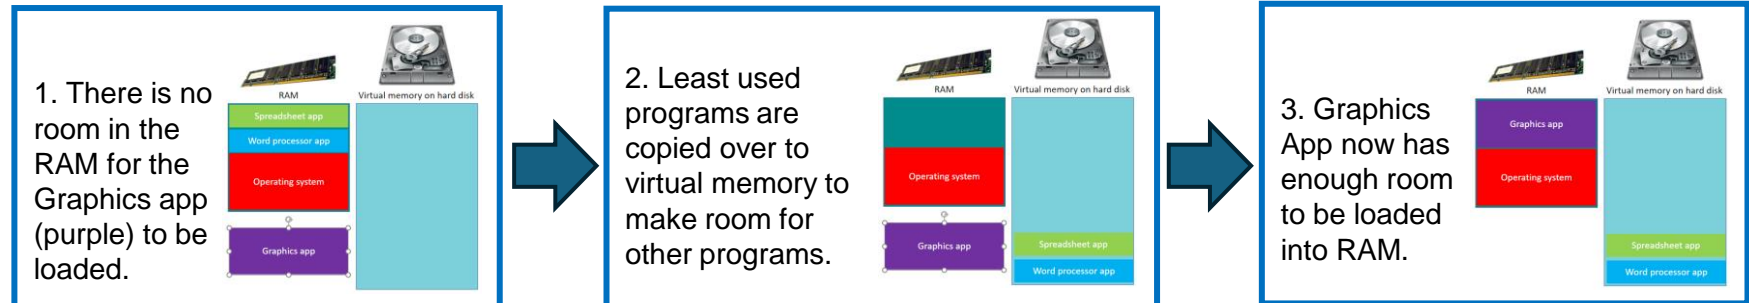 1. There is no
room in the
RAM for the
Graphics app
(purple) to be
loaded.
RAM
Virtual memory on hard disk
Spreadsheet app
Word processor app
Operating system
Graphics app
2. Least used
programs are
copied over to
virtual memory to
make room for
other programs.
RAM
Virtual memory on hard disk
Operating system
Graphics app
Spreadsheet app
Word processor app
3. Graphics
App now has
enough room
to be loaded
into RAM.
RAM
Virtual memory on hard disk
Graphics app
Operating system
Spreadsheet app
Word processor app